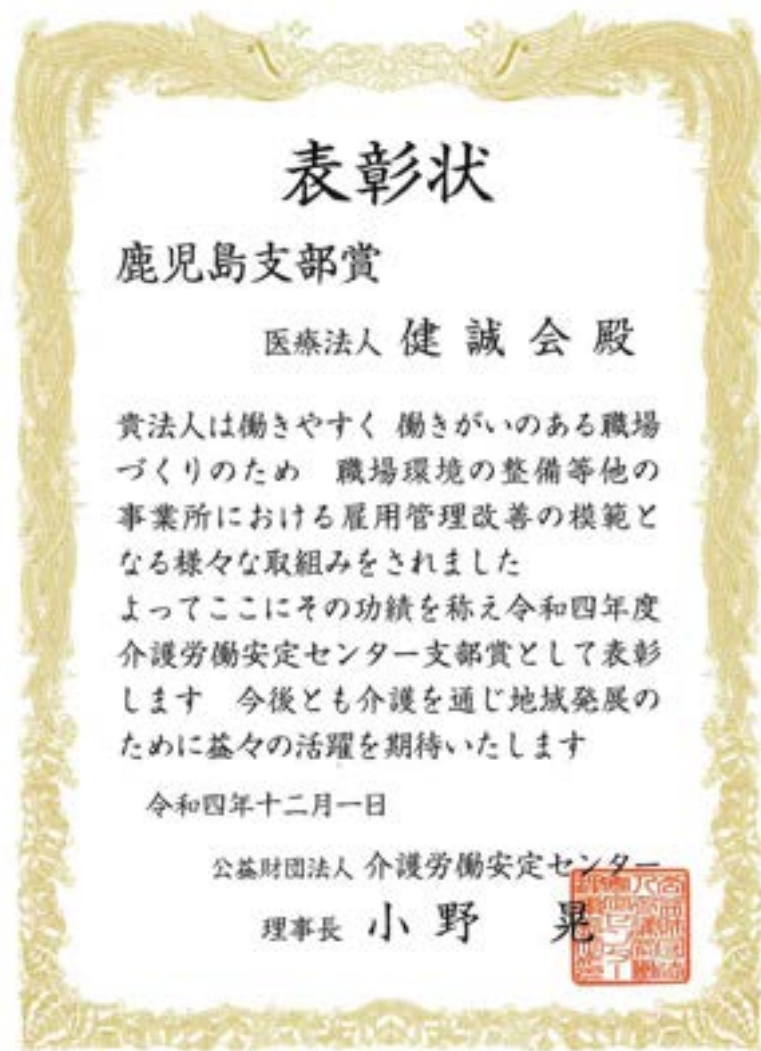 表彰状
鹿児島支部賞
医療法人 健誠会殿
貴法人は働きやすく 働きがいのある職場
づくりのため 職場環境の整備等他の
事業所における雇用管理改善の模範と
なる様々な取組みをされました
よってここにその功績を称え令和四年度
介護労働安定センター支部賞として表彰
します 今後とも介護を通じ地域発展の
ために益々の活躍を期待いたします
令和四年十二月一日
公益財団法人 介護労働安定センター
理事長 小野 晃